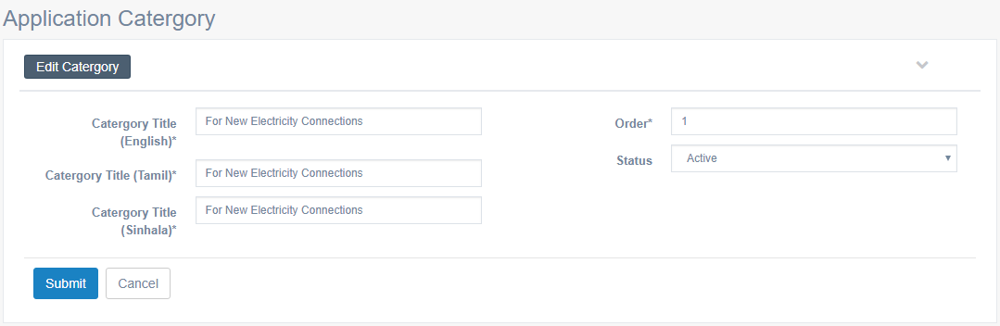 Application Catergory
Edit Catergory
Catergory Title
(English)*
For New Electricity Connections
Catergory Title (Tamil)*
For New Electricity Connections
Catergory Title
(Sinhala)*
For New Electricity Connections
Order*
1
Status
Active
Submit
Cancel